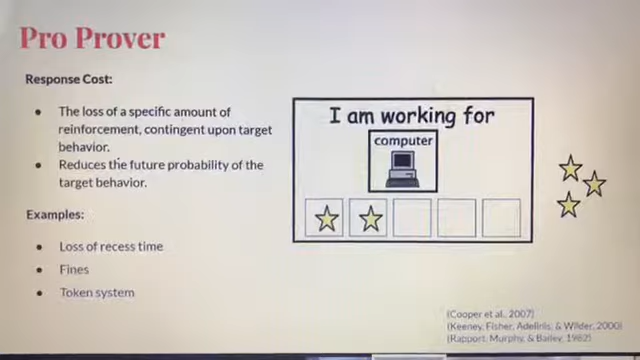 Pro Prover
Response Cost:
● The loss of a specific amount of
reinforcement, contingent upon target
behavior.
● Reduces the future probability of the
target behavior.
Examples:
● Loss of recess time
● Fines
● Token system
I am working for
computer
(Cooper et al., 2007)
(Keeney, Fisher, Adelinis, & Wilder, 2000)
(Rapport, Murphy, & Bailey, 1982)